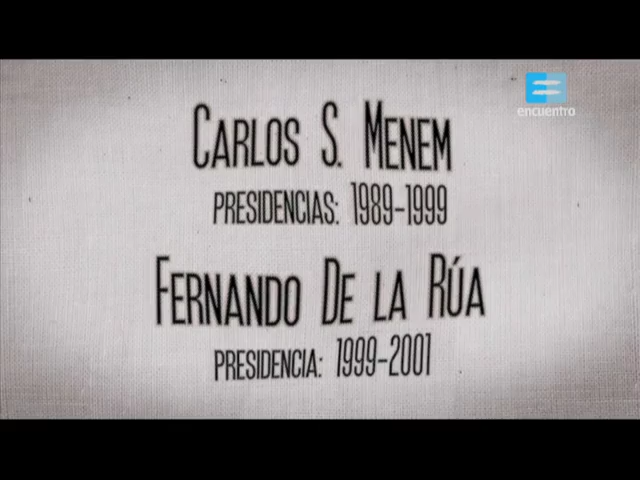 encuentro
CARLOS S. MENEM
PRESIDENCIAS: 1989-1999
FERNANDO DE LA RÚA
PRESIDENCIA: 1999-2001